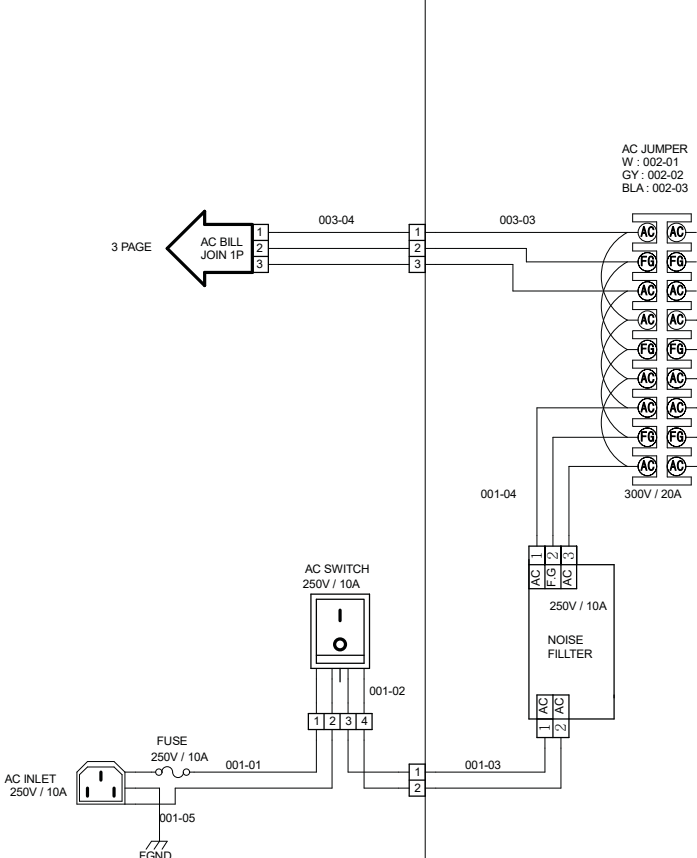 AC JUMPER
W : 002-01
GY : 002-02
BLA : 002-03
003-04
003-03
3 PAGE
AC BILL
JOIN 1P
1
2
3
1
2
3
AC AC
FG FG
AC AC
AC AC
FG FG
AC AC
AC AC
FG FG
AC AC
300V / 20A
001-04
1 2 3
AC F.G AC
250V / 10A
NOISE
FILLTER
AC AC
1 2
AC SWITCH
250V / 10A
001-02
1 2 3 4
FUSE
250V / 10A
001-01
001-03
1
2
AC INLET
250V / 10A
001-05
FGND